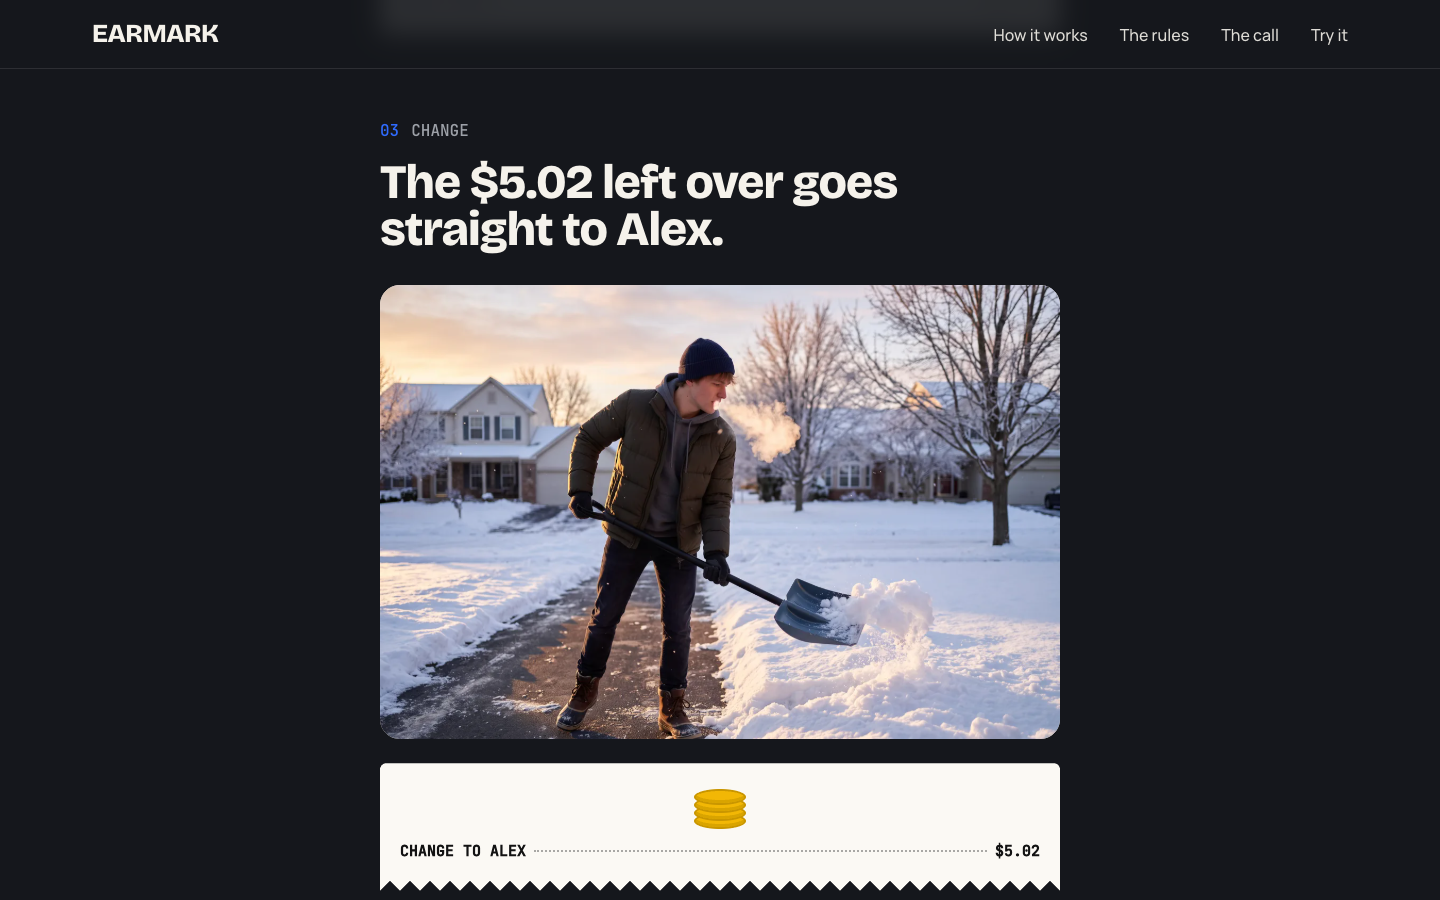 EARMARK
How it works
The rules
The call
Try it
03 CHANGE
The $5.02 left over goes
straight to Alex.
CHANGE TO ALEX $5.02